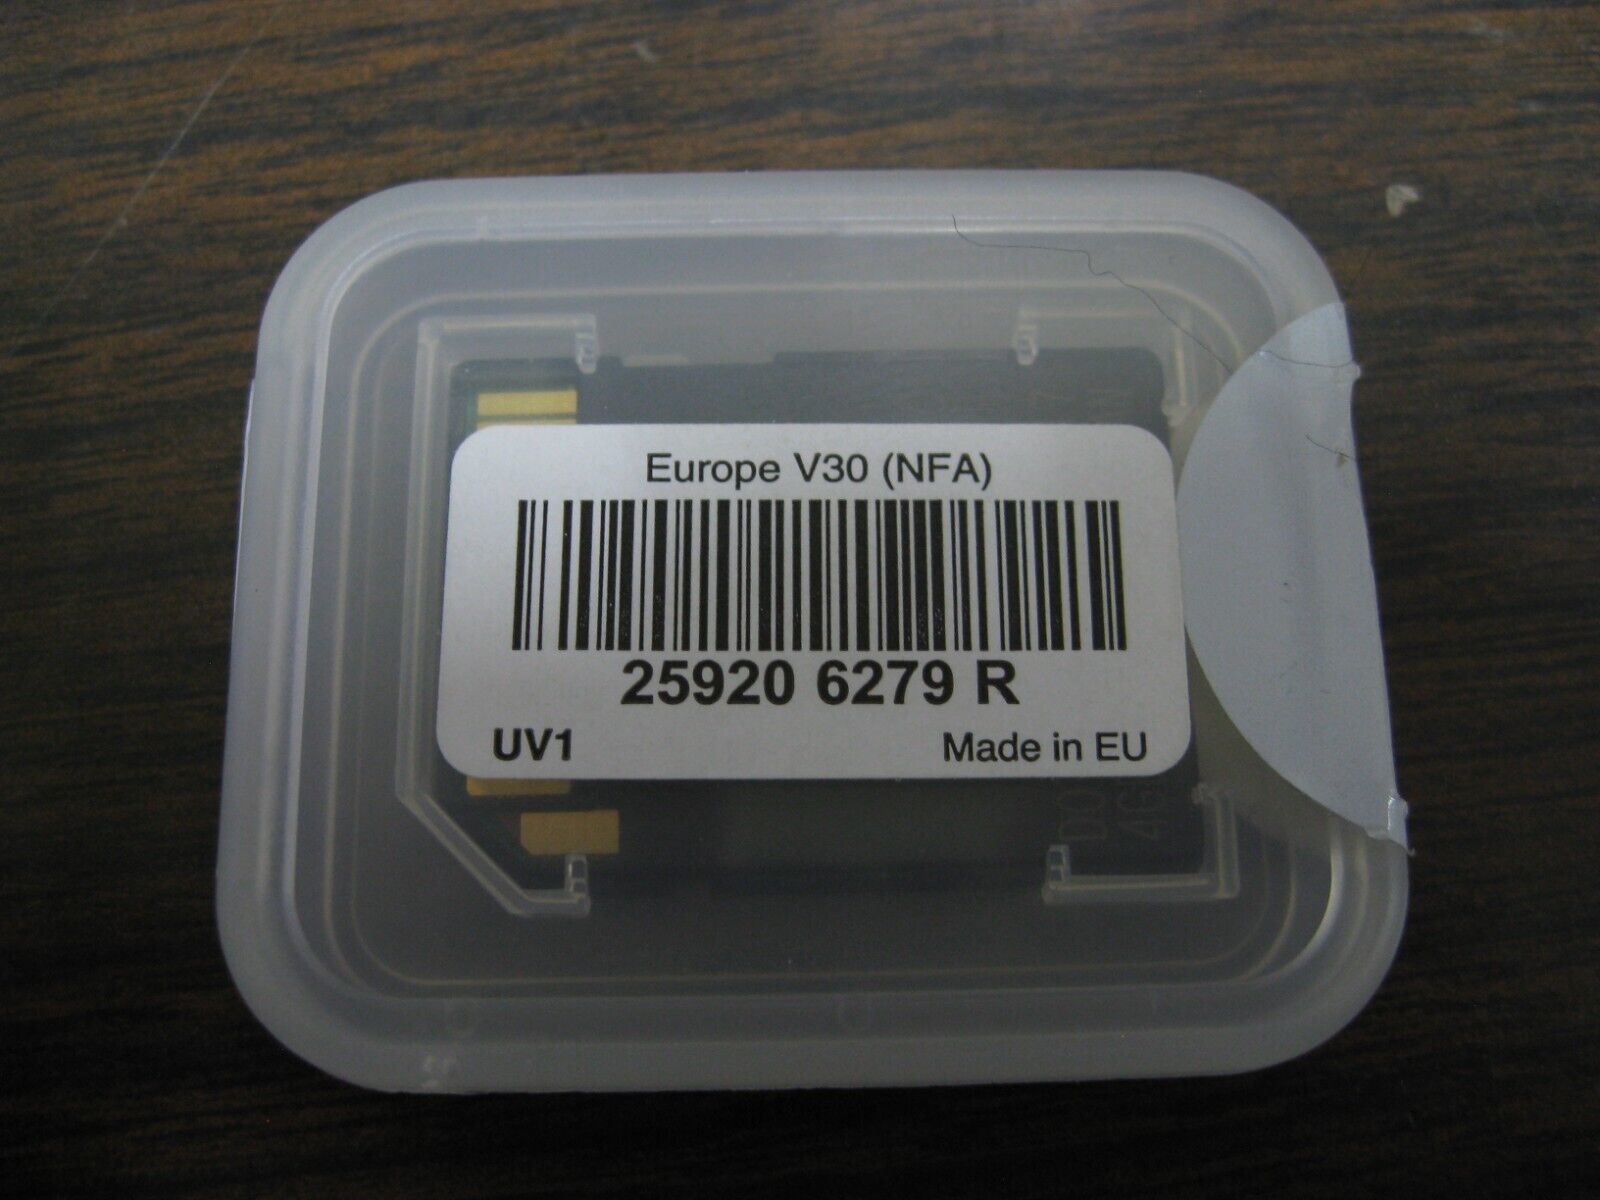 Europe V30 (NFA)
25920 6279 R
UV1
Made in EU